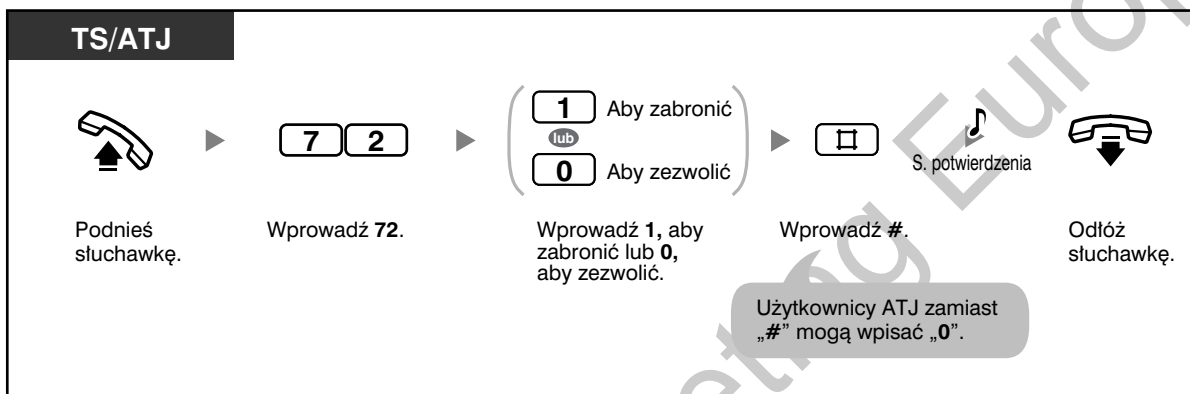 TS/ATJ
7 2
1 Aby zabronić
lub
0 Aby zezwolić
#
S. potwierdzenia
Podnieś
słuchawkę.
Wprowadź 72.
Wprowadź 1, aby
zabronić lub 0,
aby zezwolić.
Wprowadź #.
Odłóż
słuchawkę.
Użytkownicy ATJ zamiast
„#” mogą wpisać „0”.